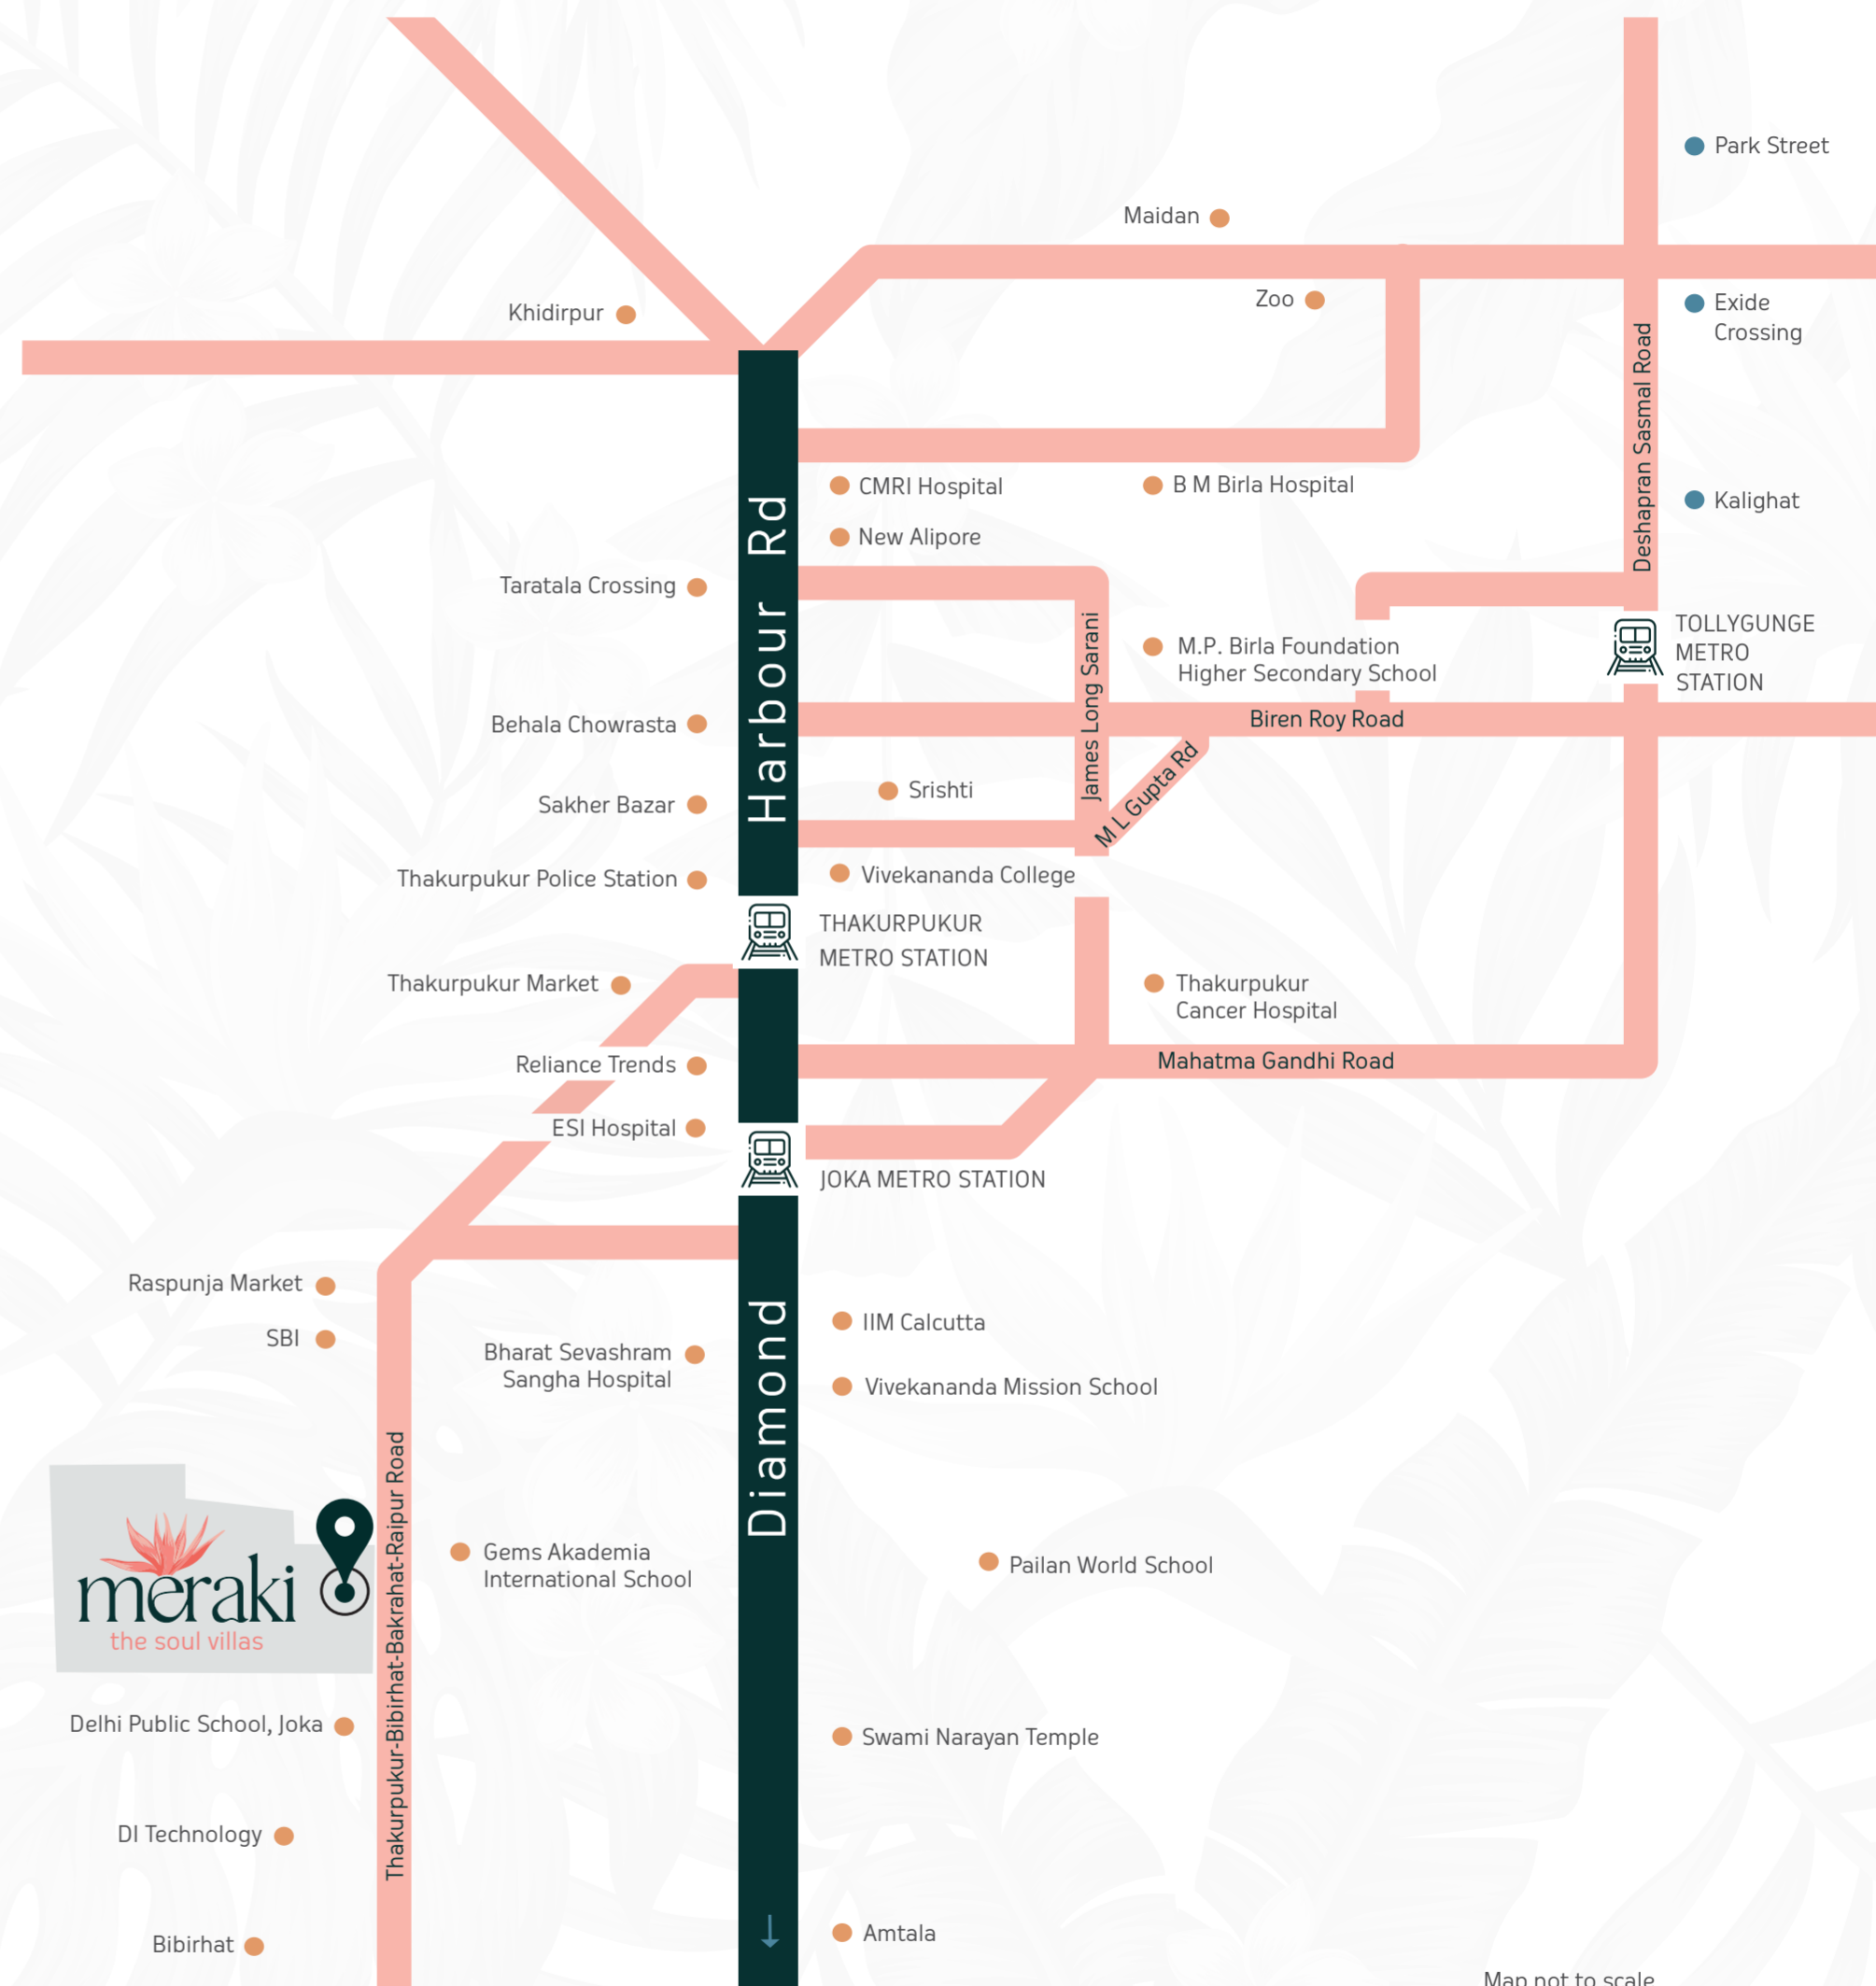 Park Street
Maidan
Zoo
Exide
Crossing
Khidirpur
Deshapran Sasmal Road
CMRI Hospital
B M Birla Hospital
Kalighat
New Alipore
Taratala Crossing
James Long Sarani
M.P. Birla Foundation
Higher Secondary School
TOLLYGUNGE
METRO
STATION
Behala Chowrasta
Biren Roy Road
M L Gupta Rd
Srishti
Sakher Bazar
Thakurpukur Police Station
Vivekananda College
THAKURPUKUR
METRO STATION
Thakurpukur Market
Thakurpukur
Cancer Hospital
Reliance Trends
Mahatma Gandhi Road
ESI Hospital
JOKA METRO STATION
Diamond Harbour Rd
Raspunja Market
SBI
IIM Calcutta
Bharat Sevashram
Sangha Hospital
Vivekananda Mission School
Thakurpukur-Bibirhat-Bakrahat-Raipur Road
meraki
the soul villas
Gems Akademia
International School
Pailan World School
Delhi Public School, Joka
Swami Narayan Temple
DI Technology
↓
Amtala
Bibirhat
Map not to scale